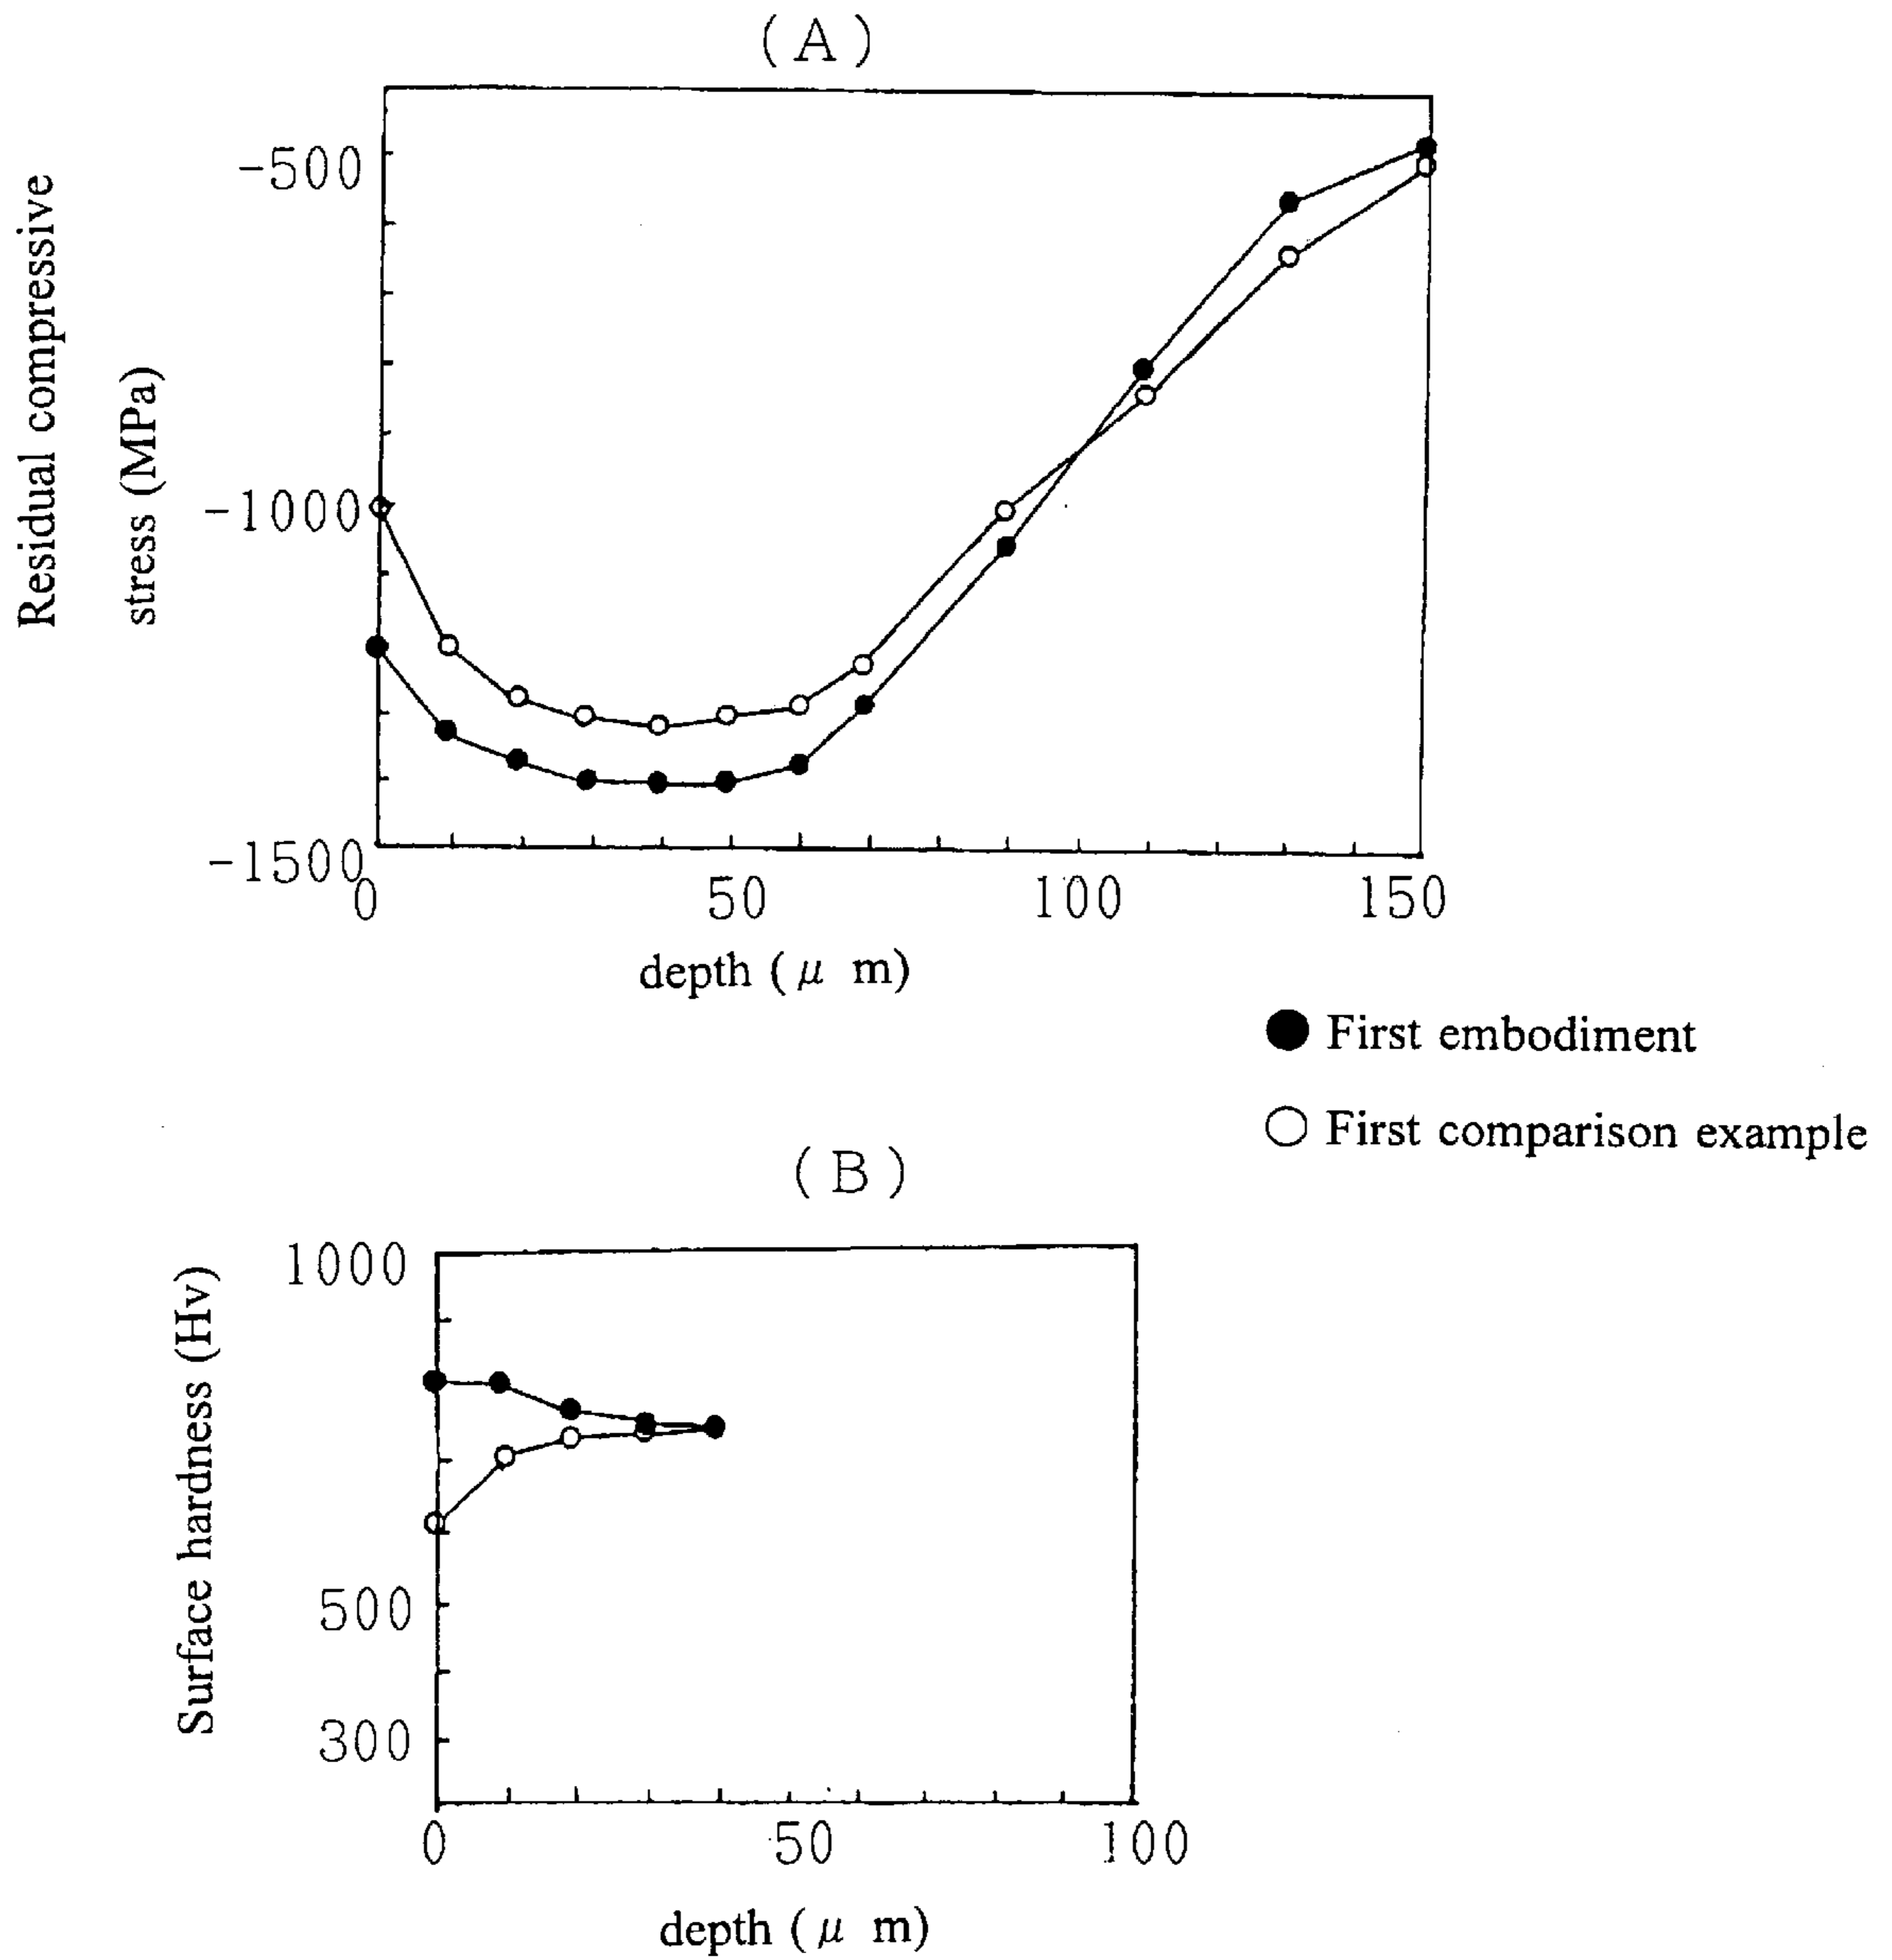 (A)
Residual compressive
stress (MPa)
-500
-1000
-1500
0
50
100
150
depth (μ m)
● First embodiment
○ First comparison example
(B)
Surface hardness (Hv)
1000
500
300
0
50
100
depth (μ m)